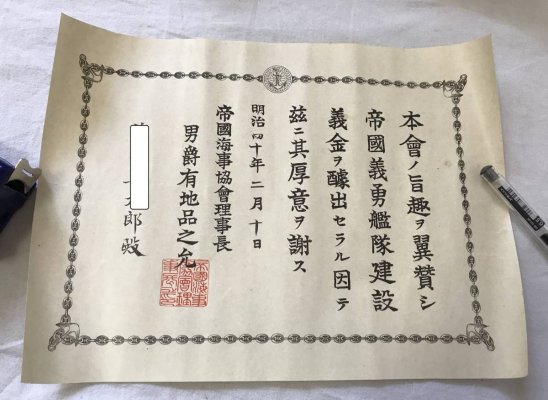 本會ノ旨趣ヲ翼賛シ
帝國義勇艦隊建設
義金ヲ醵出セラル因テ
玆ニ其厚意ヲ謝ス
明治四十年二月十日
帝國海事協會理事長
男爵有地品之允
郎殿